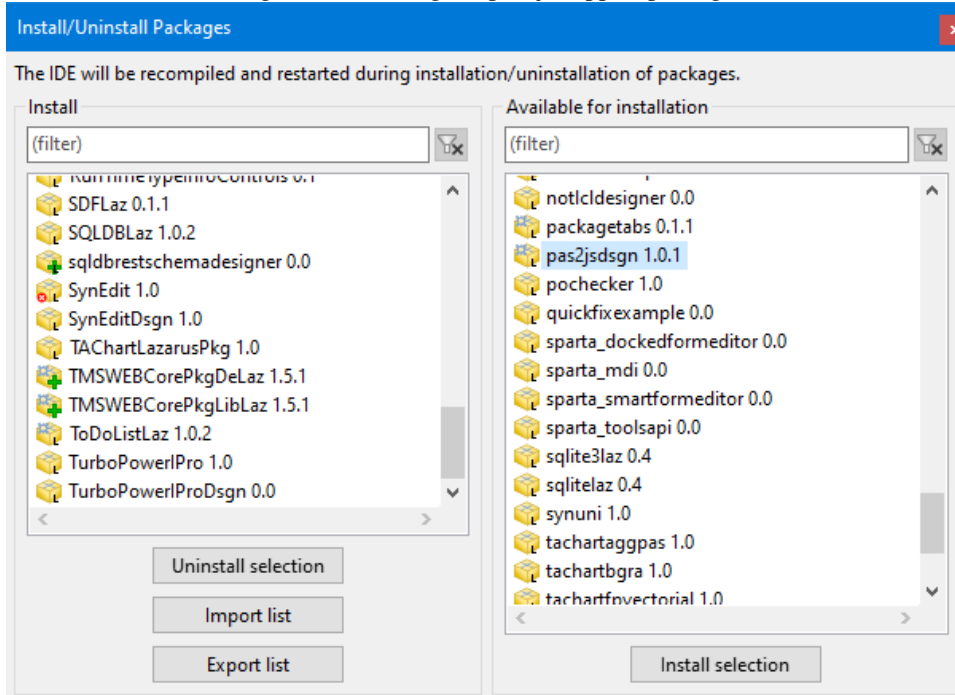 Install/Uninstall Packages
The IDE will be recompiled and restarted during installation/uninstallation of packages.
Install
(filter)
RunTimeTypeInfoControls 0.1
SDFLaz 0.1.1
SQLDBLaz 1.0.2
sqldbrestschemadesigner 0.0
SynEdit 1.0
SynEditDsgn 1.0
TAChartLazarusPkg 1.0
TMSWEBCorePkgDeLaz 1.5.1
TMSWEBCorePkgLibLaz 1.5.1
ToDoListLaz 1.0.2
TurboPowerIPro 1.0
TurboPowerIProDsgn 0.0
Uninstall selection
Import list
Export list
Available for installation
(filter)
notlcldesigner 0.0
packagetabs 0.1.1
pas2jsdsgn 1.0.1
pochecker 1.0
quickfixexample 0.0
sparta_dockedformeditor 0.0
sparta_mdi 0.0
sparta_smartformeditor 0.0
sparta_toolsapi 0.0
sqlite3laz 0.4
sqlitelaz 0.4
synuni 1.0
tachartaggpas 1.0
tachartbgra 1.0
tachartfpvectorial 1.0
Install selection